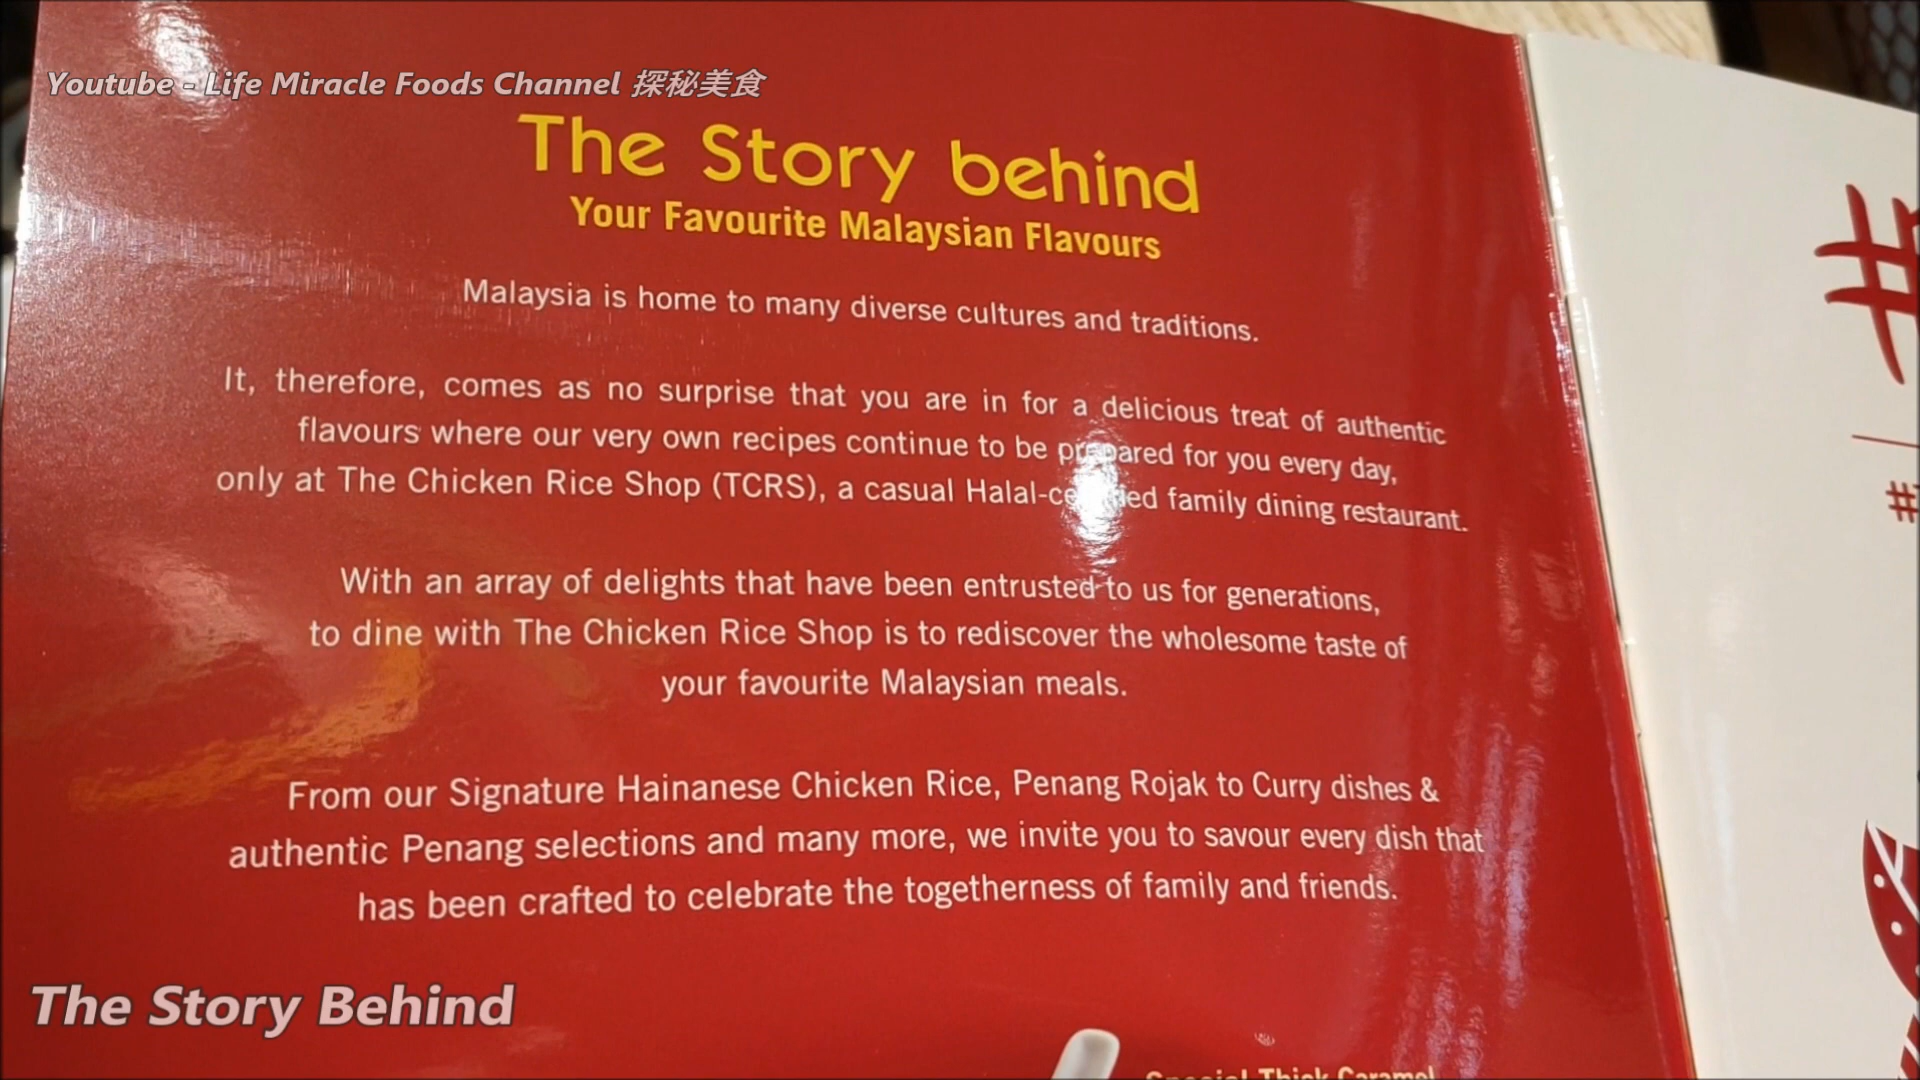 Youtube - Life Miracle Foods Channel 探秘美食
The Story behind
Your Favourite Malaysian Flavours
Malaysia is home to many diverse cultures and traditions.
It, therefore, comes as no surprise that you are in for a delicious treat of authentic
flavours where our very own recipes continue to be prepared for you every day,
only at The Chicken Rice Shop (TCRS), a casual Halal-certified family dining restaurant.
With an array of delights that have been entrusted to us for generations,
to dine with The Chicken Rice Shop is to rediscover the wholesome taste of
your favourite Malaysian meals.
From our Signature Hainanese Chicken Rice, Penang Rojak to Curry dishes &
authentic Penang selections and many more, we invite you to savour every dish that
has been crafted to celebrate the togetherness of family and friends.
The Story Behind
Special Thick Caramel
#
#